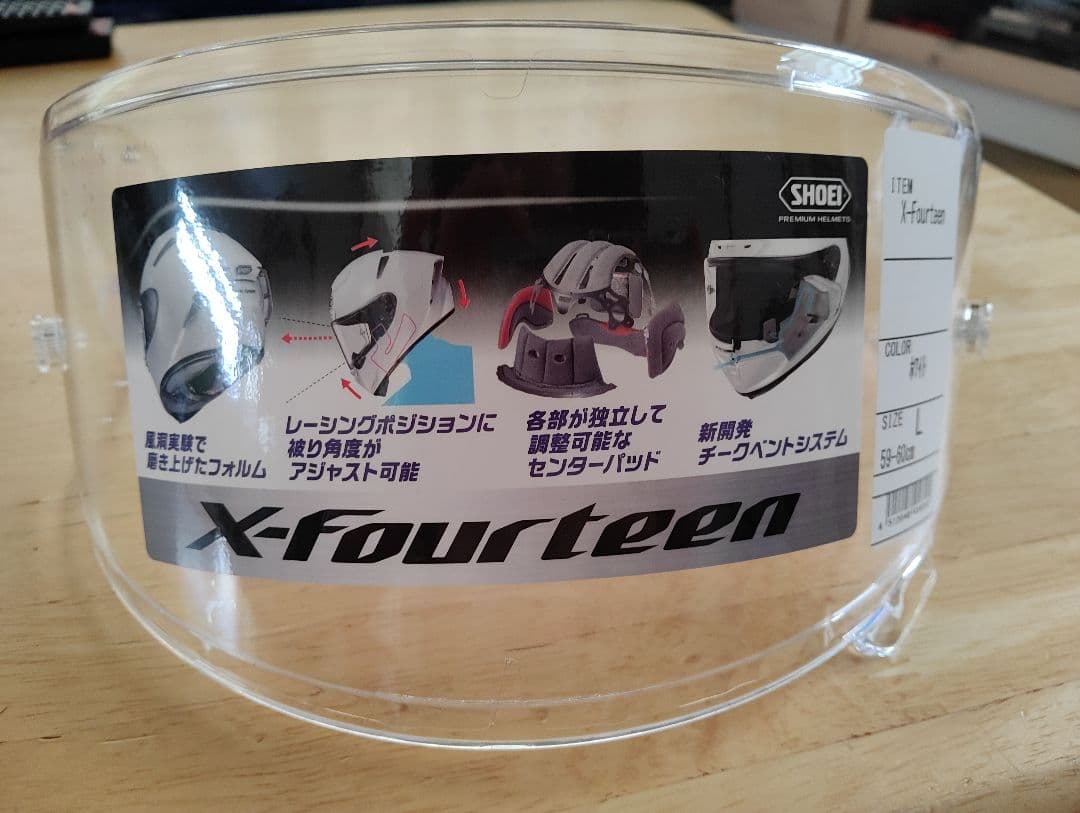 SHOEI
PREMIUM HELMETS
風洞実験で
磨き上げたフォルム
レーシングポジションに
被り角度が
アジャスト可能
各部が独立して
調整可能な
センターパッド
新開発
チークベントシステム
X-Fourteen
ITEM
X-Fourteen
COLOR
ホワイト
SIZE L
59-60cm